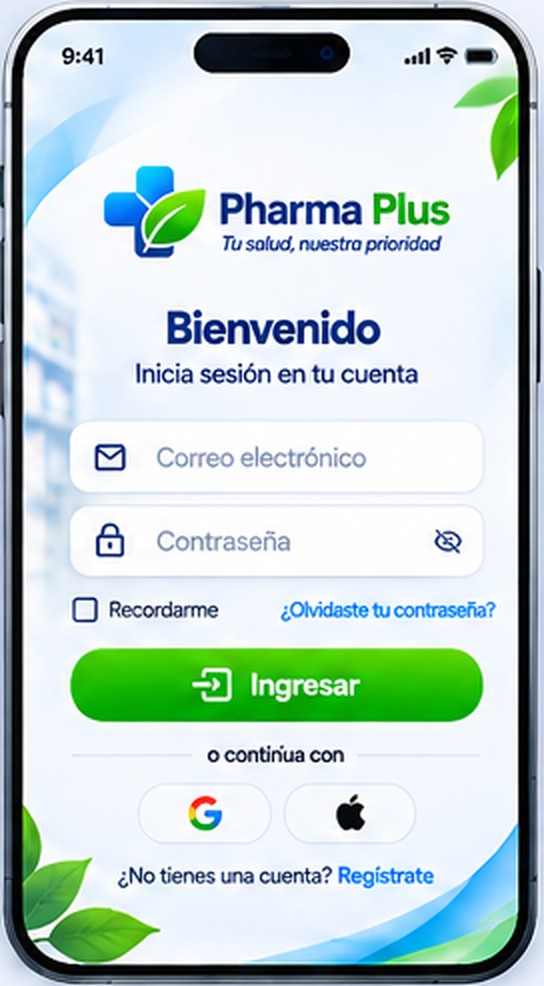 9:41
Pharma Plus
Tu salud, nuestra prioridad
Bienvenido
Inicia sesión en tu cuenta
Correo electrónico
Contraseña
Recordarme ¿Olvidaste tu contraseña?
Ingresar
o continúa con
¿No tienes una cuenta? Regístrate